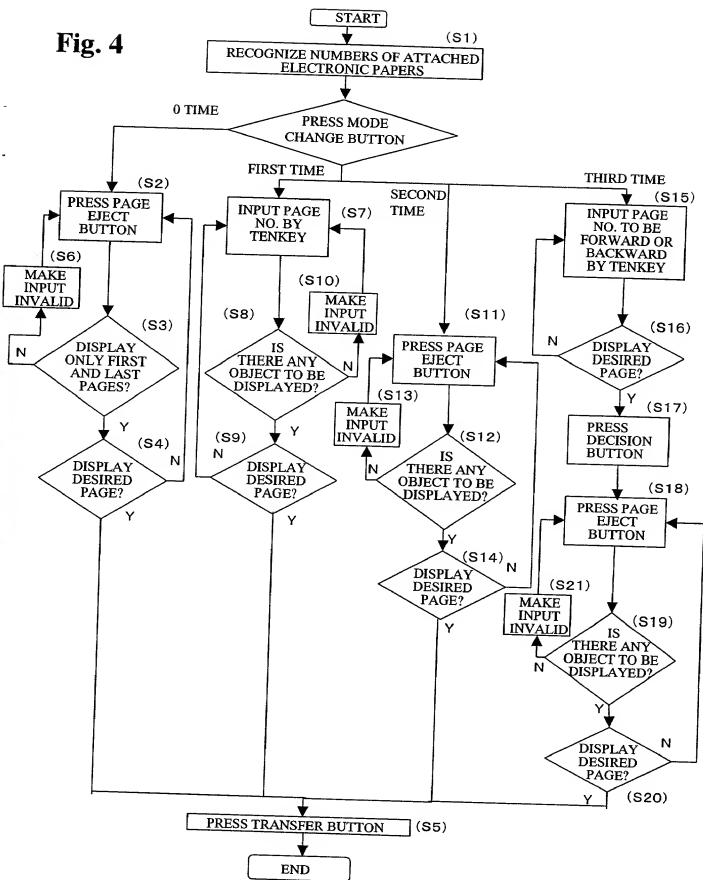 Fig. 4
START
(S1)
RECOGNIZE NUMBERS OF ATTACHED
ELECTRONIC PAPERS
PRESS MODE
CHANGE BUTTON
0 TIME
(S2)
PRESS PAGE
EJECT
BUTTON
(S6)
MAKE
INPUT
INVALID
(S3)
DISPLAY
ONLY FIRST
AND LAST
PAGES?
N
Y
(S4)
DISPLAY
DESIRED
PAGE?
N
Y
FIRST TIME
INPUT PAGE
NO. BY
TENKEY
(S7)
(S10)
MAKE
INPUT
INVALID
(S8)
IS
THERE ANY
OBJECT TO BE
DISPLAYED?
N
Y
(S9)
DISPLAY
DESIRED
PAGE?
N
Y
SECOND
TIME
(S11)
PRESS PAGE
EJECT
BUTTON
(S13)
MAKE
INPUT
INVALID
(S12)
IS
THERE ANY
OBJECT TO BE
DISPLAYED?
N
Y
(S14)
DISPLAY
DESIRED
PAGE?
N
Y
THIRD TIME
(S15)
INPUT PAGE
NO. TO BE
FORWARD OR
BACKWARD
BY TENKEY
(S16)
DISPLAY
DESIRED
PAGE?
N
Y
(S17)
PRESS
DECISION
BUTTON
(S18)
PRESS PAGE
EJECT
BUTTON
(S21)
MAKE
INPUT
INVALID
(S19)
IS
THERE ANY
OBJECT TO BE
DISPLAYED?
N
Y
DISPLAY
DESIRED
PAGE?
N
Y
(S20)
PRESS TRANSFER BUTTON
(S5)
END